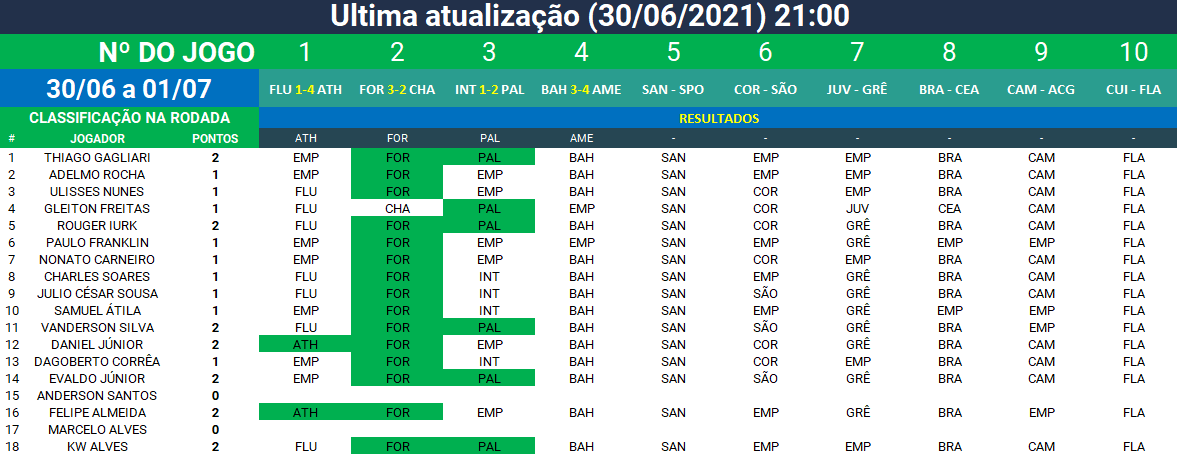 Ultima atualização (30/06/2021) 21:00
Nº DO JOGO 1 2 3 4 5 6 7 8 9 10
30/06 a 01/07 FLU 1-4 ATH FOR 3-2 CHA INT 1-2 PAL BAH 3-4 AME SAN - SPO COR - SÃO JUV - GRÊ BRA - CEA CAM - ACG CUI - FLA
CLASSIFICAÇÃO NA RODADA RESULTADOS
# JOGADOR PONTOS ATH FOR PAL AME - - - - - -
1 THIAGO GAGLIARI 2 EMP FOR PAL BAH SAN EMP EMP BRA CAM FLA
2 ADELMO ROCHA 1 EMP FOR EMP BAH SAN EMP EMP BRA CAM FLA
3 ULISSES NUNES 1 FLU FOR EMP BAH SAN COR EMP BRA CAM FLA
4 GLEITON FREITAS 1 FLU CHA PAL EMP SAN COR JUV CEA CAM FLA
5 ROUGER IURK 2 FLU FOR PAL BAH SAN COR GRÊ BRA CAM FLA
6 PAULO FRANKLIN 1 EMP FOR EMP EMP SAN EMP GRÊ EMP EMP FLA
7 NONATO CARNEIRO 1 EMP FOR EMP BAH SAN COR EMP BRA CAM FLA
8 CHARLES SOARES 1 FLU FOR INT BAH SAN EMP GRÊ BRA CAM FLA
9 JULIO CÉSAR SOUSA 1 FLU FOR INT BAH SAN SÃO GRÊ BRA CAM FLA
10 SAMUEL ÁTILA 1 EMP FOR INT BAH SAN EMP GRÊ EMP EMP FLA
11 VANDERSON SILVA 2 FLU FOR PAL BAH SAN SÃO GRÊ BRA EMP FLA
12 DANIEL JÚNIOR 2 ATH FOR EMP BAH SAN COR GRÊ BRA CAM FLA
13 DAGOBERTO CORRÊA 1 EMP FOR INT BAH SAN COR EMP BRA CAM FLA
14 EVALDO JÚNIOR 2 EMP FOR PAL BAH SAN SÃO GRÊ BRA CAM FLA
15 ANDERSON SANTOS 0
16 FELIPE ALMEIDA 2 ATH FOR EMP BAH SAN EMP GRÊ BRA EMP FLA
17 MARCELO ALVES 0
18 KW ALVES 2 FLU FOR PAL BAH SAN EMP EMP BRA CAM FLA